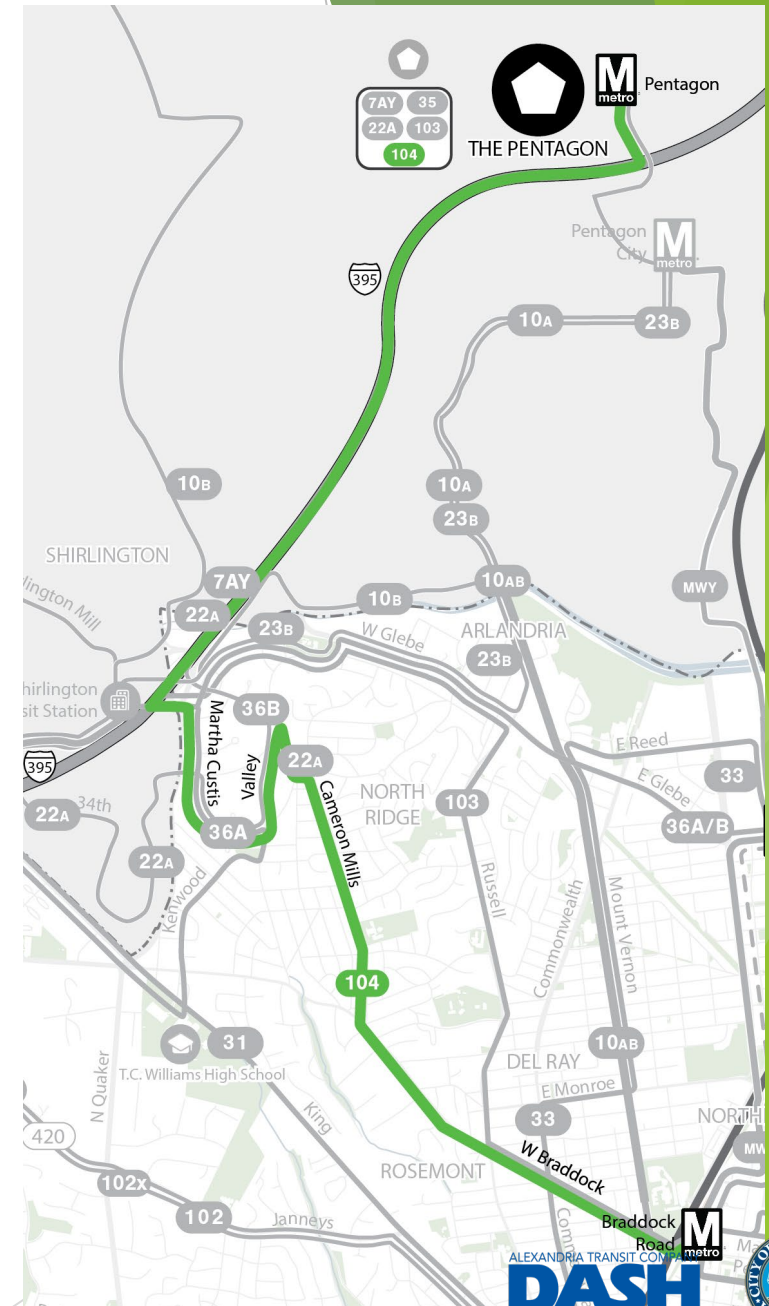 7AY 35
22A 103
104
M
metro
Pentagon
THE PENTAGON
Pentagon
City
M
metro
395
10A
23B
10B
10A
23B
SHIRLINGTON
7AY
10AB
MWY
10B
22A
23B
W Glebe
ARLANDRIA
23B
36B
Martha Custis
Valley
22A
395
E Reed
33
E Glebe
NORTH
RIDGE
Cameron Mills
103
36A/B
22A
34th
36A
22A
Kenwood
Russell
Commonwealth
Mount Vernon
104
31
T.C. Williams High School
10AB
DEL RAY
E Monroe
N Quaker
33
King
420
W Braddock
ROSEMONT
102X
102
Janneys
Braddock
Road
M
metro
ALEXANDRIA TRANSIT COMPANY
DASH